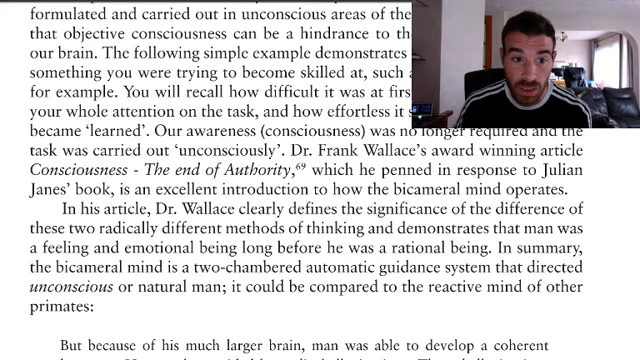 formulated and carried out in unconscious areas of the
that objective consciousness can be a hindrance to th
our brain. The following simple example demonstrates
something you were trying to become skilled at, such
for example. You will recall how difficult it was at firs
your whole attention on the task, and how effortless it
became ‘learned’. Our awareness (consciousness) was no longer required and the
task was carried out ‘unconsciously’. Dr. Frank Wallace’s award winning article
Consciousness - The end of Authority,⁶⁹ which he penned in response to Julian
Janes’ book, is an excellent introduction to how the bicameral mind operates.
In his article, Dr. Wallace clearly defines the significance of the difference of
these two radically different methods of thinking and demonstrates that man was
a feeling and emotional being long before he was a rational being. In summary,
the bicameral mind is a two-chambered automatic guidance system that directed
unconscious or natural man; it could be compared to the reactive mind of other
primates:
But because of his much larger brain, man was able to develop a coherent